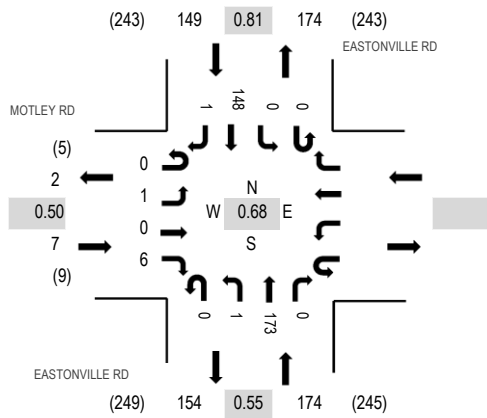 (243) 149 0.81 174 (243)
EASTONVILLE RD
1 148 0 0
MOTLEY RD
(5)
0
2
1
N
0.50
W 0.68 E
0
S
7
6
(9)
0 1 173 0
EASTONVILLE RD
(249) 154 0.55 174 (245)